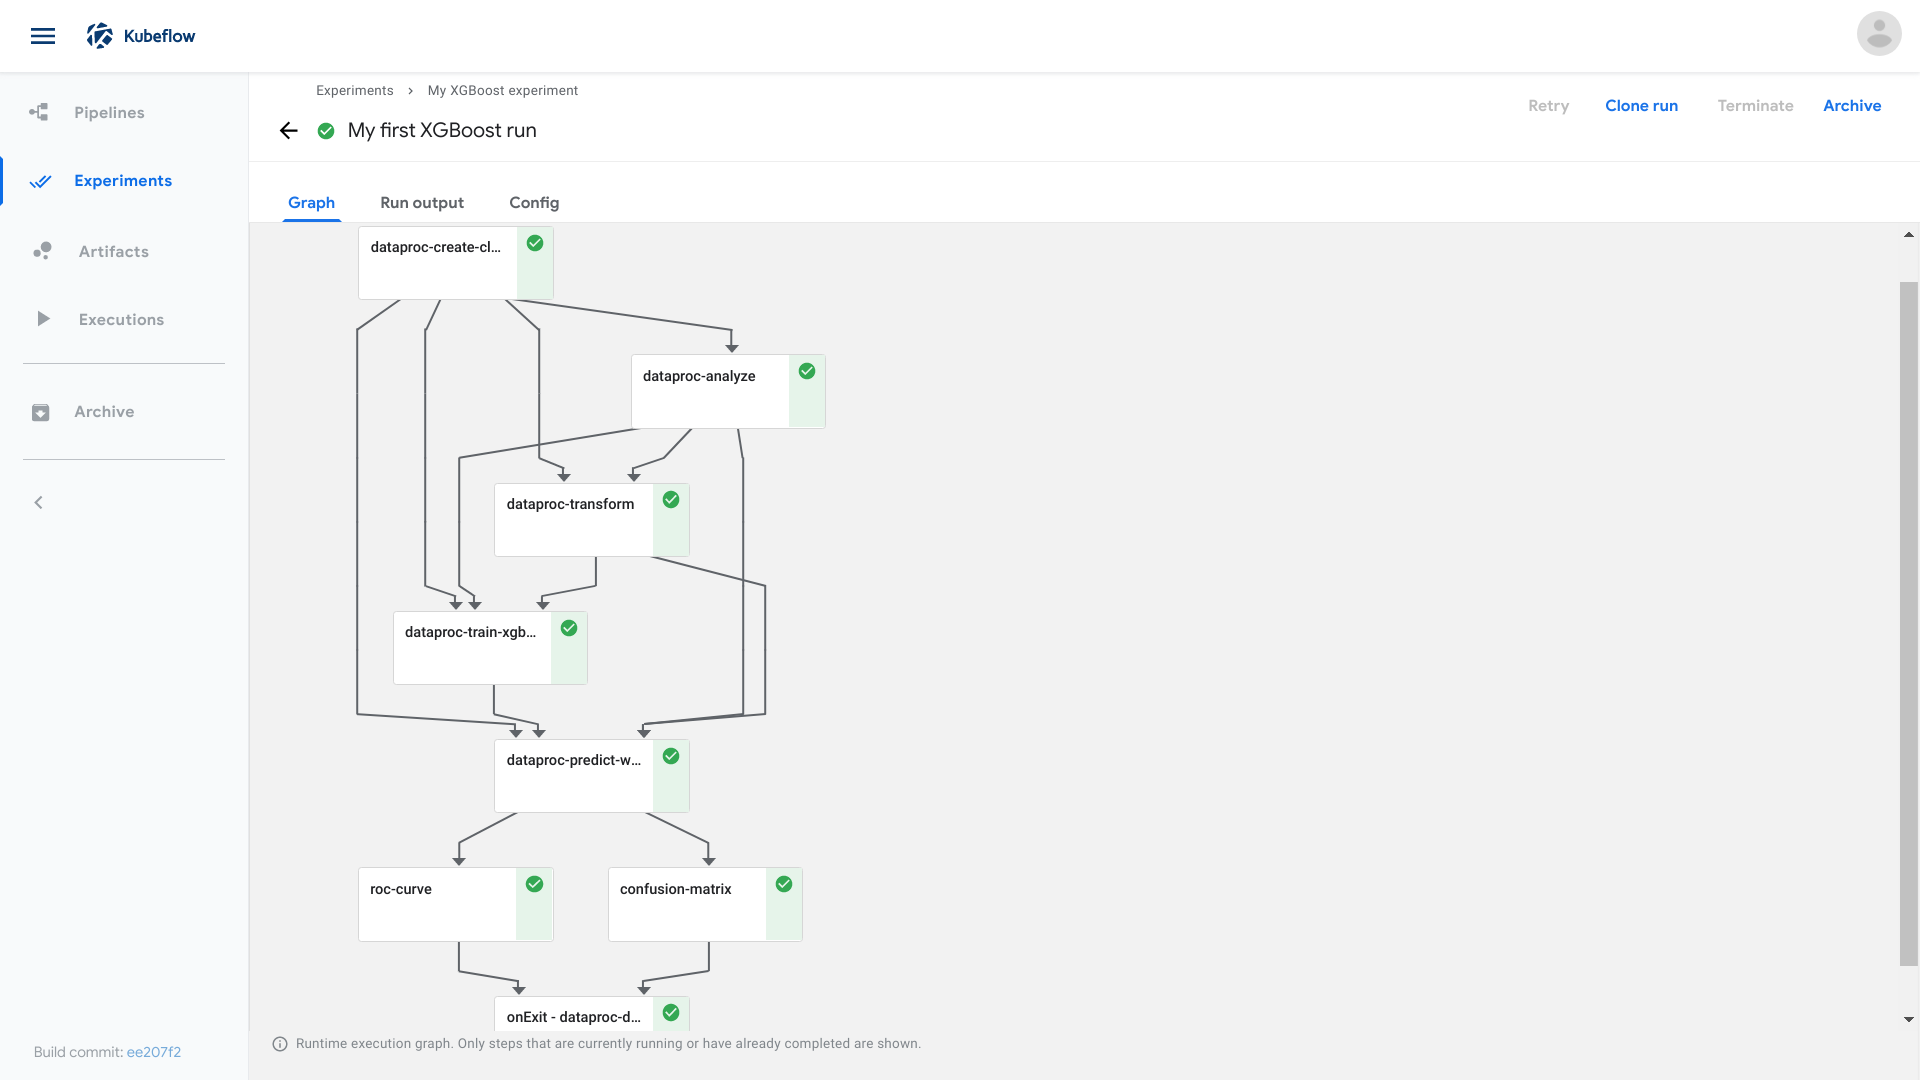 Kubeflow
Pipelines
Experiments
Artifacts
Executions
Archive
Build commit: ee207f2
Experiments > My XGBoost experiment
My first XGBoost run
Retry
Clone run
Terminate
Archive
Graph
Run output
Config
dataproc-create-cl...
dataproc-analyze
dataproc-transform
dataproc-train-xgb...
dataproc-predict-w...
roc-curve
confusion-matrix
onExit - dataproc-d...
Runtime execution graph. Only steps that are currently running or have already completed are shown.